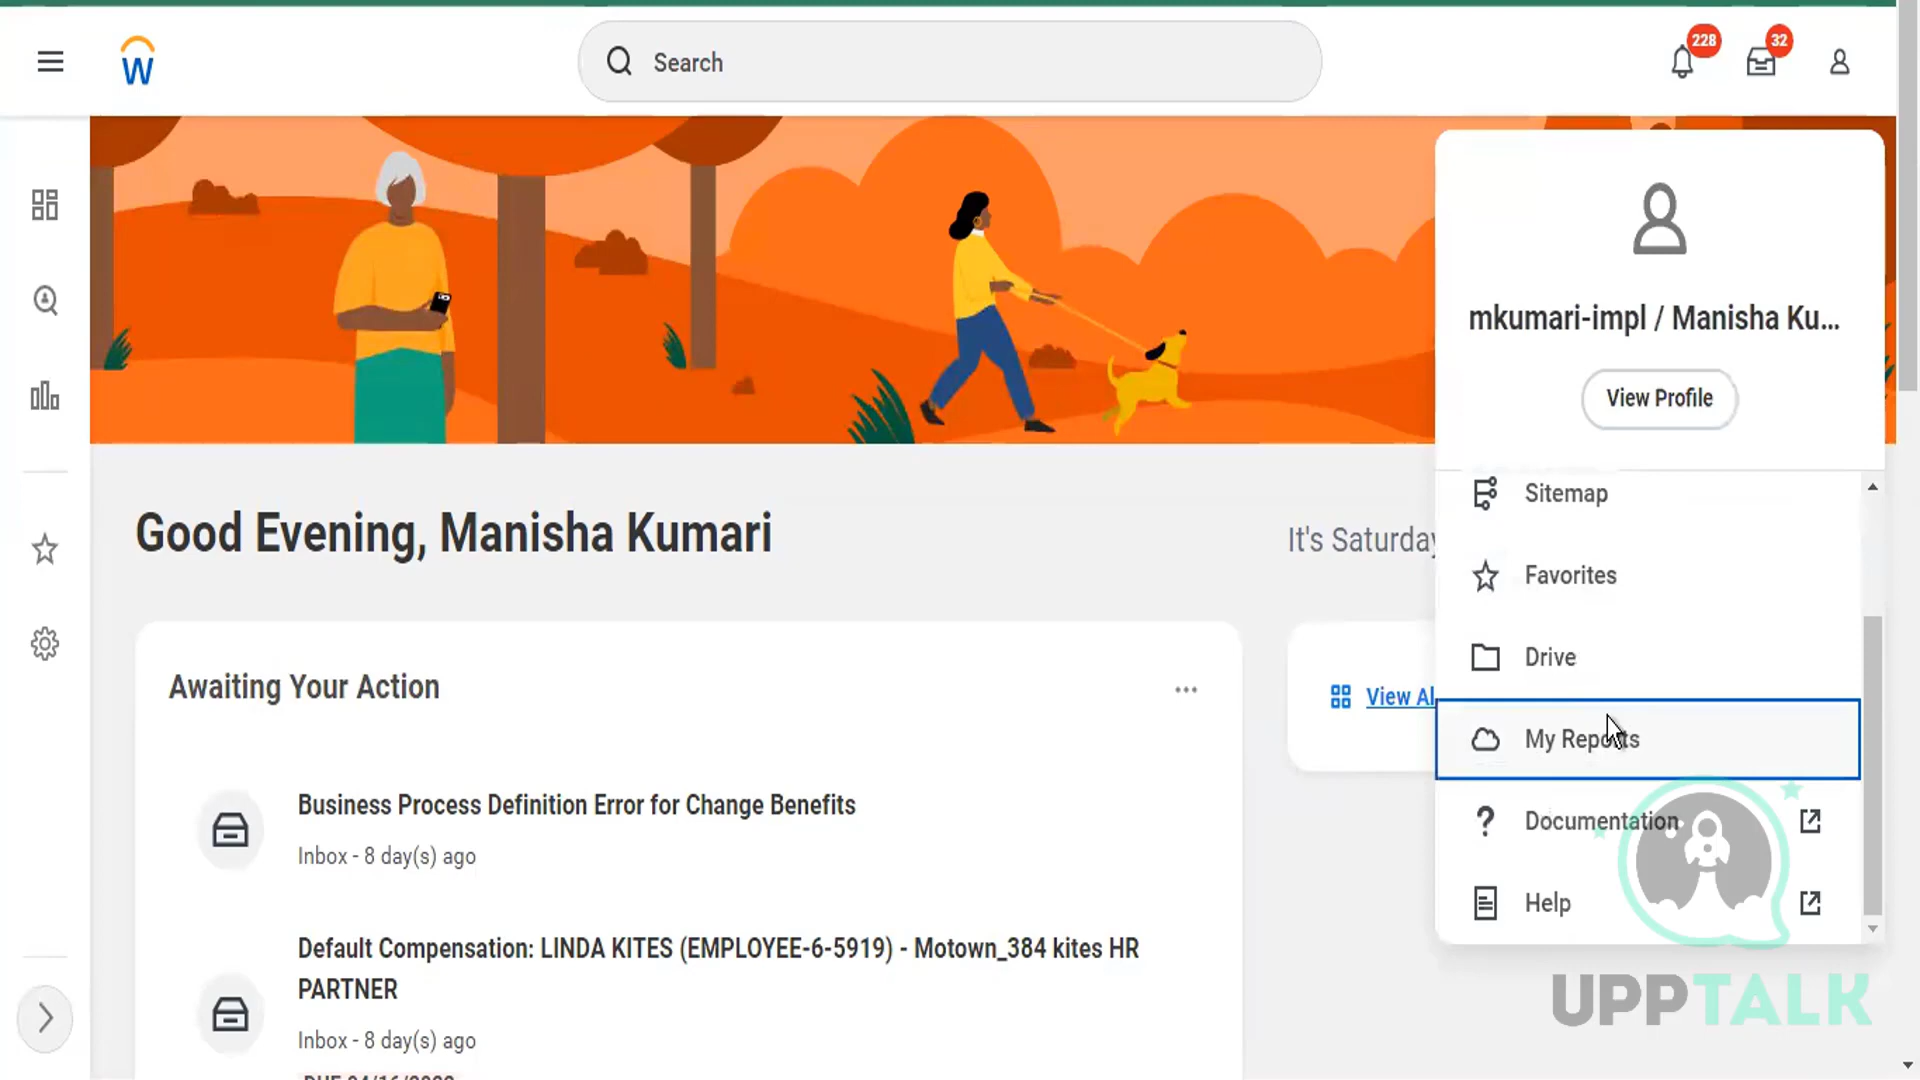 W
Search
228
32
mkumari-impl / Manisha Ku...
View Profile
Good Evening, Manisha Kumari
It's Saturday
Sitemap
Favorites
Drive
My Reports
Documentation
Help
View Al
Awaiting Your Action
Business Process Definition Error for Change Benefits
Inbox - 8 day(s) ago
Default Compensation: LINDA KITES (EMPLOYEE-6-5919) - Motown_384 kites HR
PARTNER
Inbox - 8 day(s) ago
UPPTALK